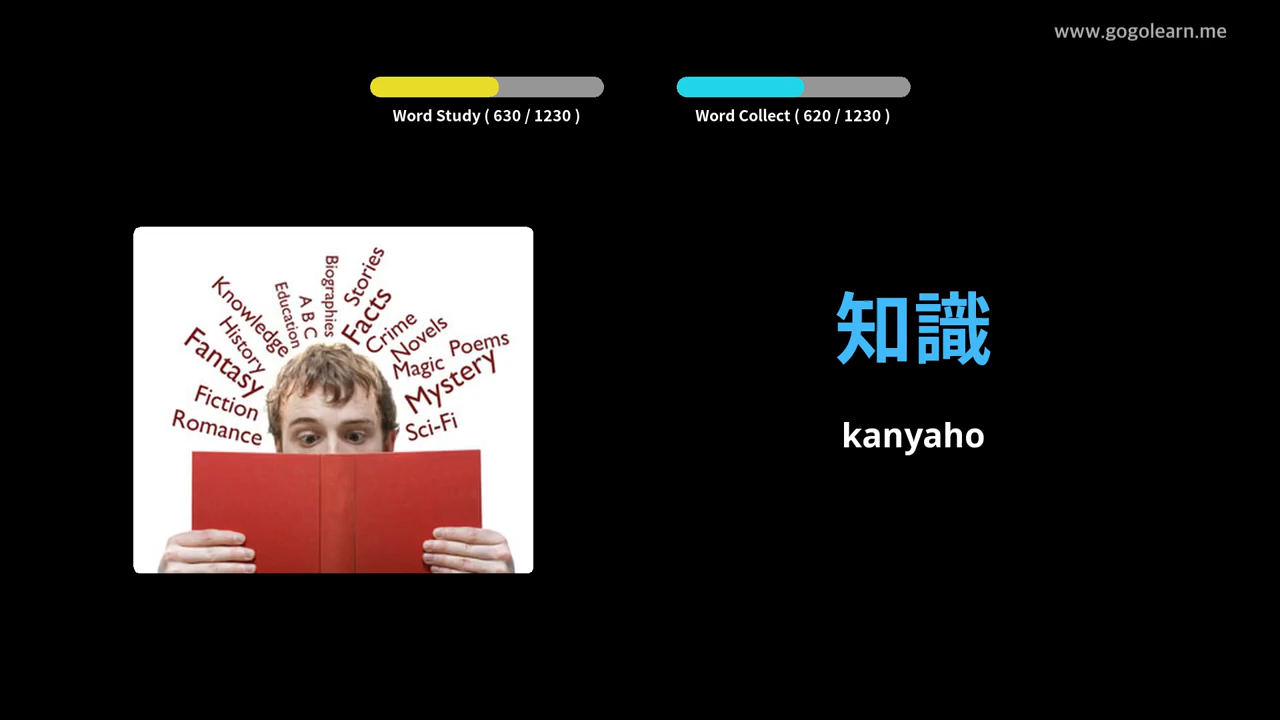 www.gogolearn.me
Word Study ( 630 / 1230 )
Word Collect ( 620 / 1230 )
Biographies
Stories
Education
A B C
Facts
Knowledge
Crime
History
Novels
Poems
Fantasy
Magic
Mystery
Fiction
Romance
Sci-Fi
知識
kanyaho